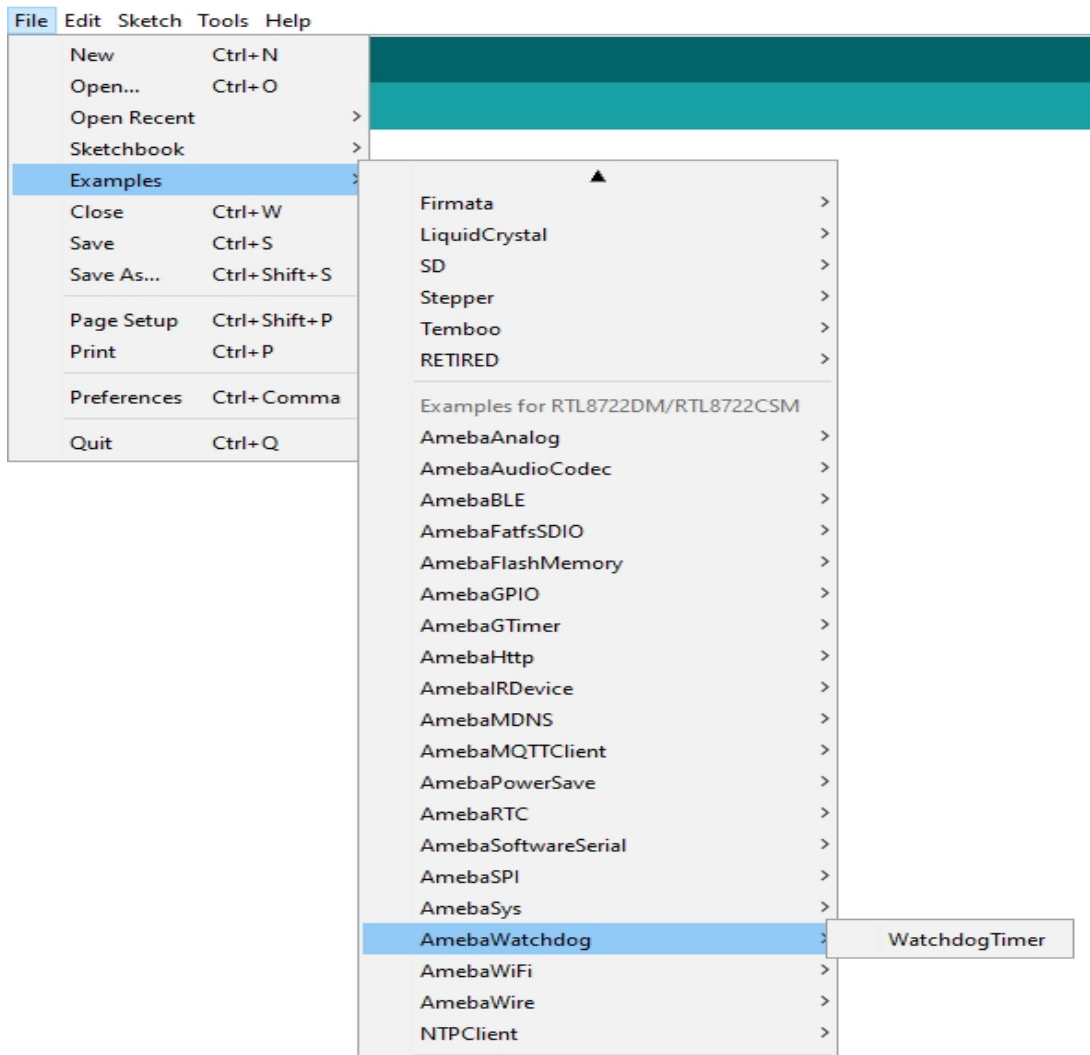 File Edit Sketch Tools Help
New Ctrl+N
Open... Ctrl+O
Open Recent >
Sketchbook >
Examples >
Close Ctrl+W
Save Ctrl+S
Save As... Ctrl+Shift+S
Page Setup Ctrl+Shift+P
Print Ctrl+P
Preferences Ctrl+Comma
Quit Ctrl+Q
Firmata >
LiquidCrystal >
SD >
Stepper >
Temboo >
RETIRED >
Examples for RTL8722DM/RTL8722CSM
AmebaAnalog >
AmebaAudioCodec >
AmebaBLE >
AmebaFatfsSDIO >
AmebaFlashMemory >
AmebaGPIO >
AmebaGTimer >
AmebaHttp >
AmebaIRDevice >
AmebaMDNS >
AmebaMQTTClient >
AmebaPowerSave >
AmebaRTC >
AmebaSoftwareSerial >
AmebaSPI >
AmebaSys >
AmebaWatchdog >
WatchdogTimer
AmebaWiFi >
AmebaWire >
NTPClient >